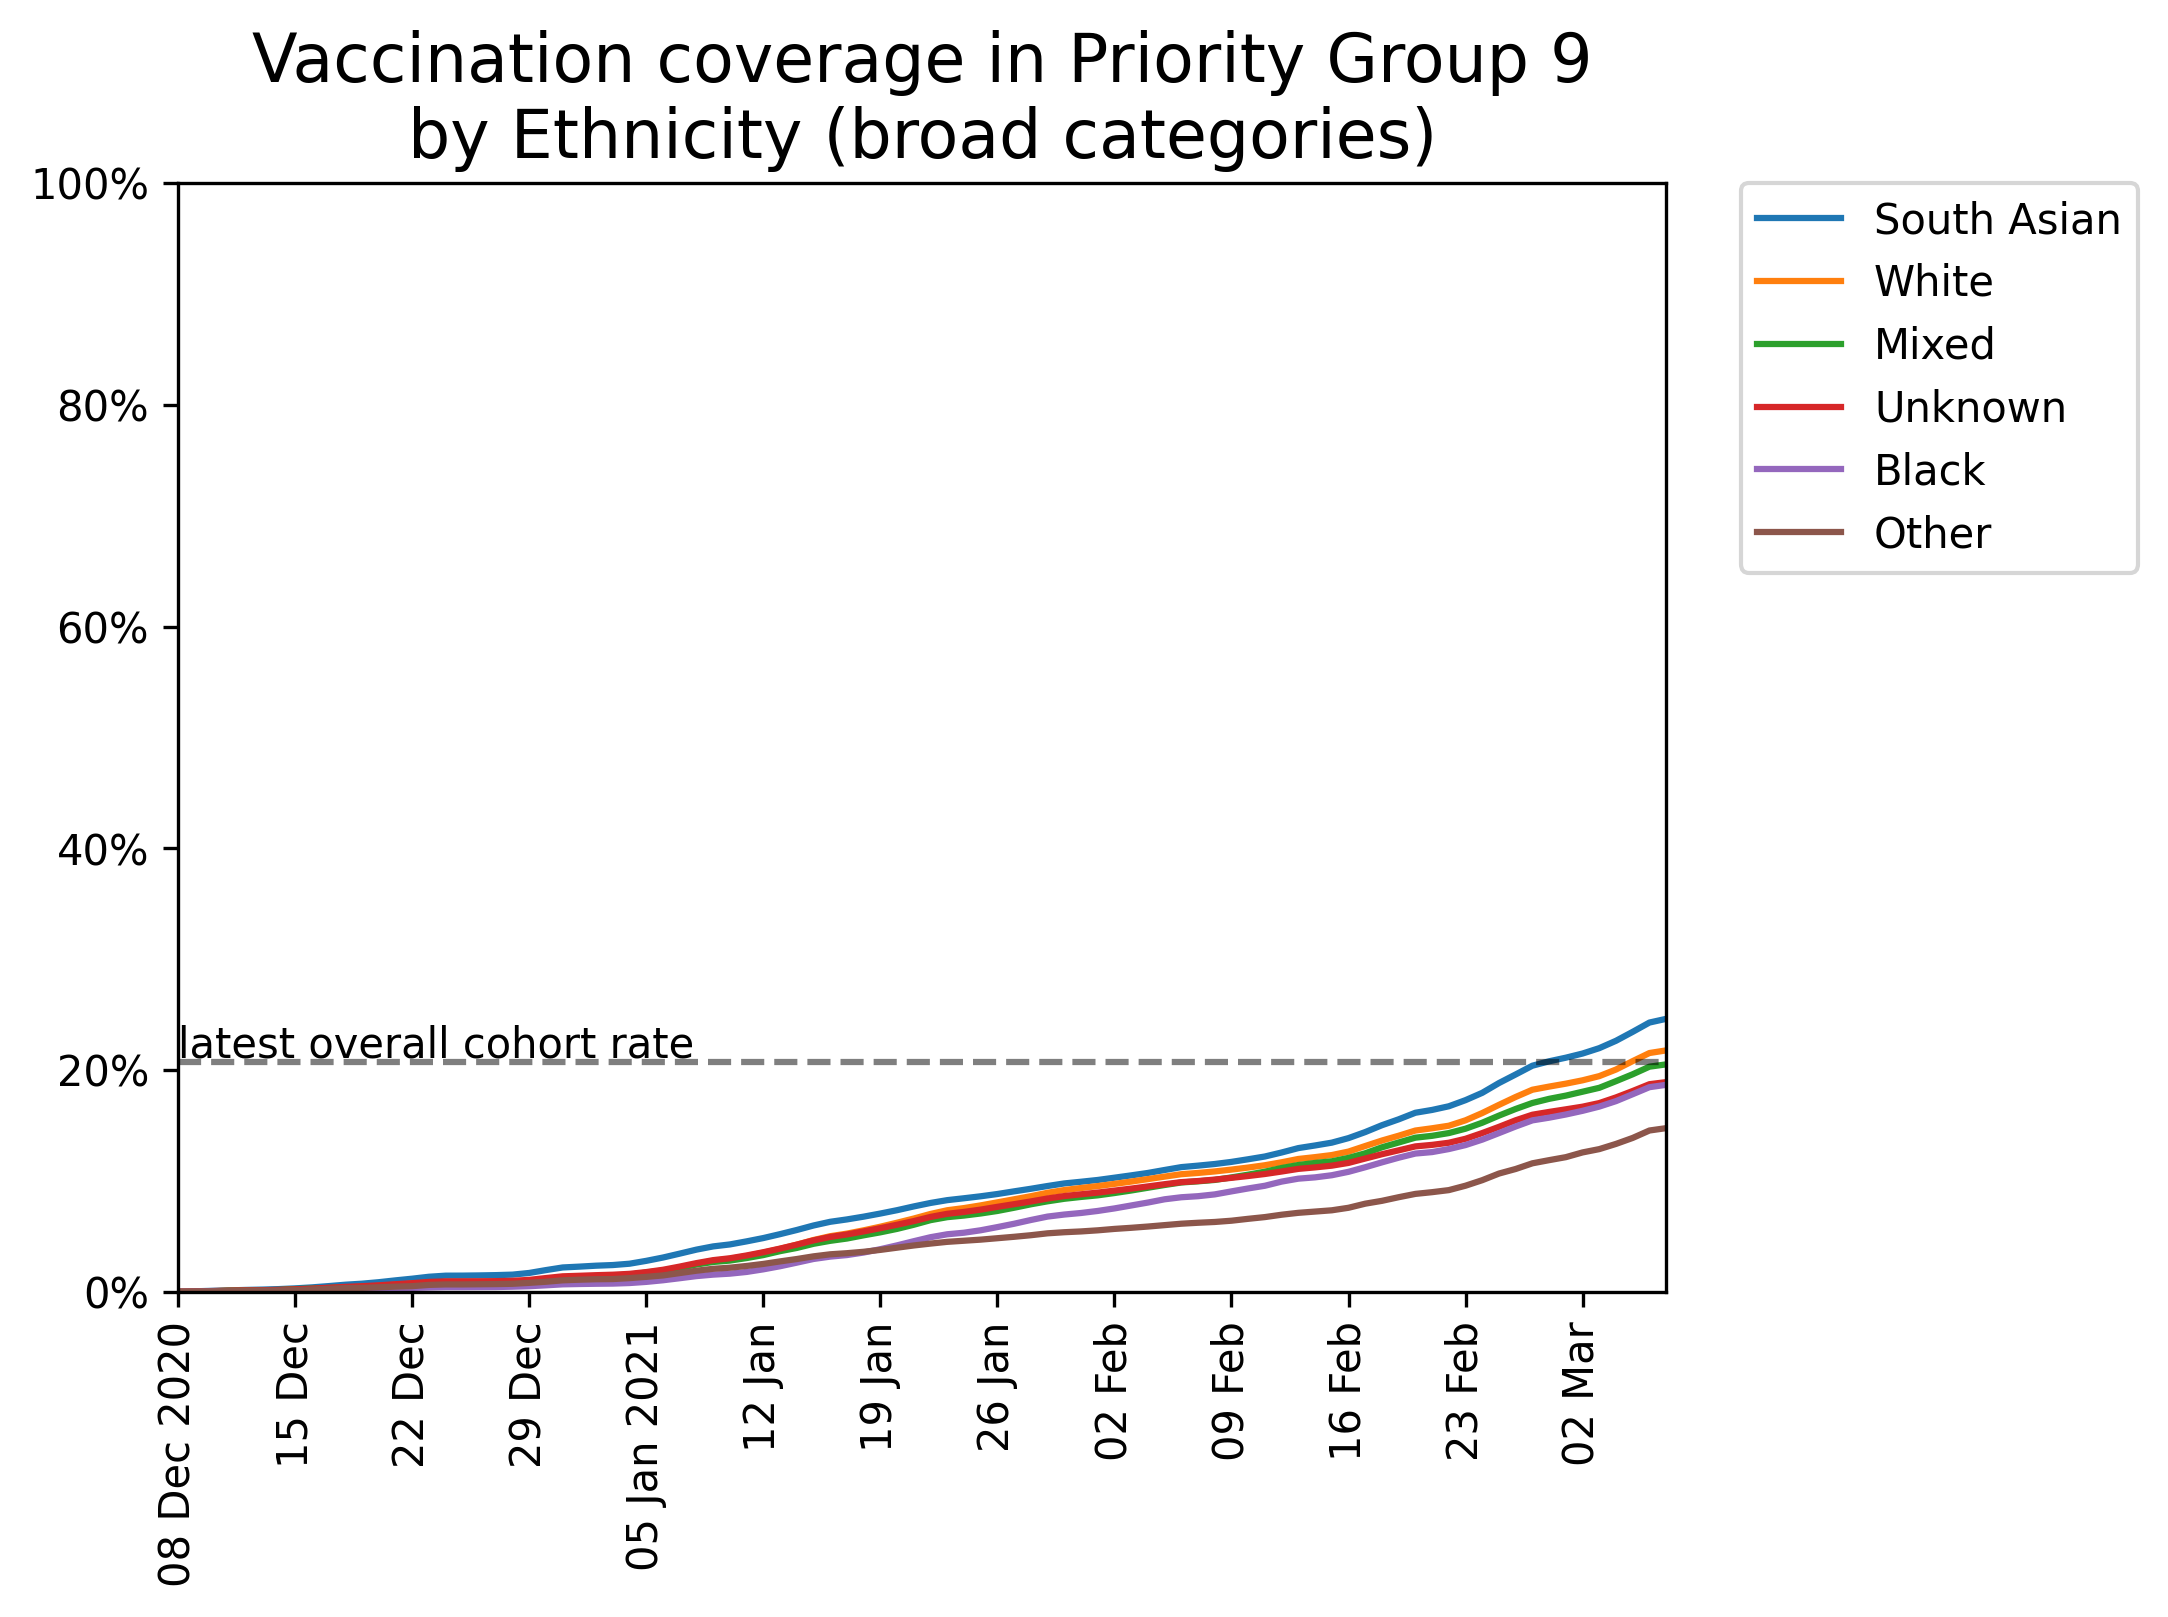 Vaccination coverage in Priority Group 9
by Ethnicity (broad categories)
100%
80%
60%
40%
20%
0%
latest overall cohort rate
South Asian
White
Mixed
Unknown
Black
Other
08 Dec 2020
15 Dec
22 Dec
29 Dec
05 Jan 2021
12 Jan
19 Jan
26 Jan
02 Feb
09 Feb
16 Feb
23 Feb
02 Mar